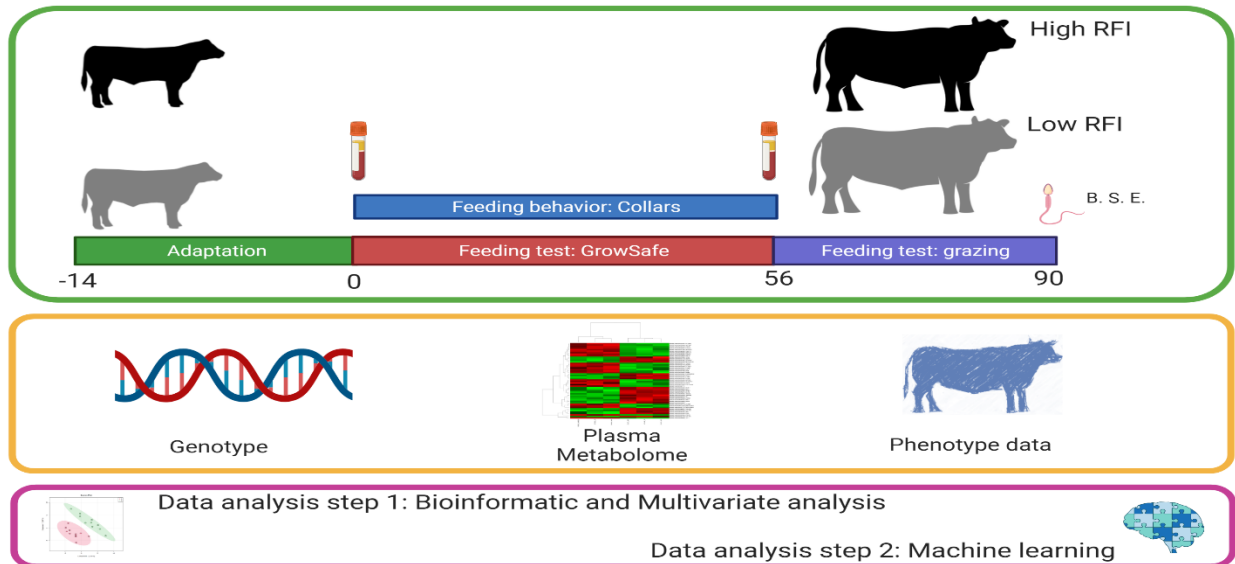 High RFI
Low RFI
B. S. E.
Feeding behavior: Collars
Adaptation
Feeding test: GrowSafe
Feeding test: grazing
-14
0
56
90
Genotype
Plasma
Metabolome
Phenotype data
Data analysis step 1: Bioinformatic and Multivariate analysis
Data analysis step 2: Machine learning